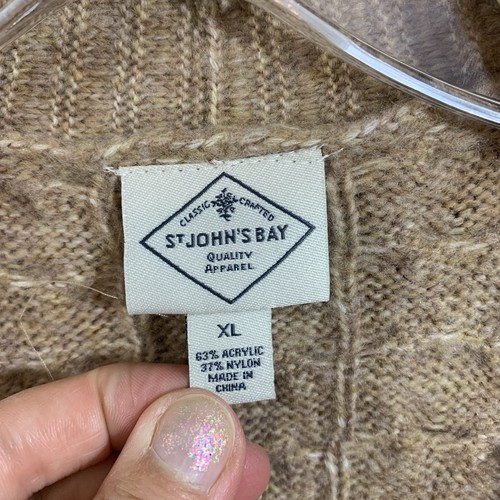 CLASSIC CRAFTED
ST JOHN'S BAY
QUALITY
APPAREL
XL
63% ACRYLIC
37% NYLON
MADE IN
CHINA